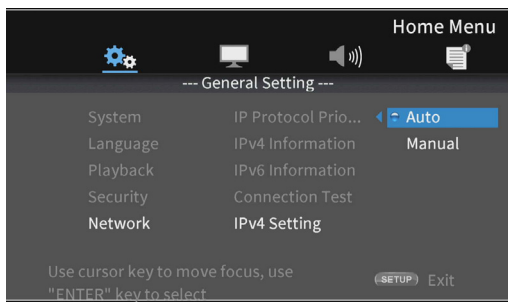 Home Menu
--- General Setting ---
System IP Protocol Prio... Auto
Language IPv4 Information Manual
Playback IPv6 Information
Security Connection Test
Network IPv4 Setting
Use cursor key to move focus, use
"ENTER" key to select
SETUP Exit